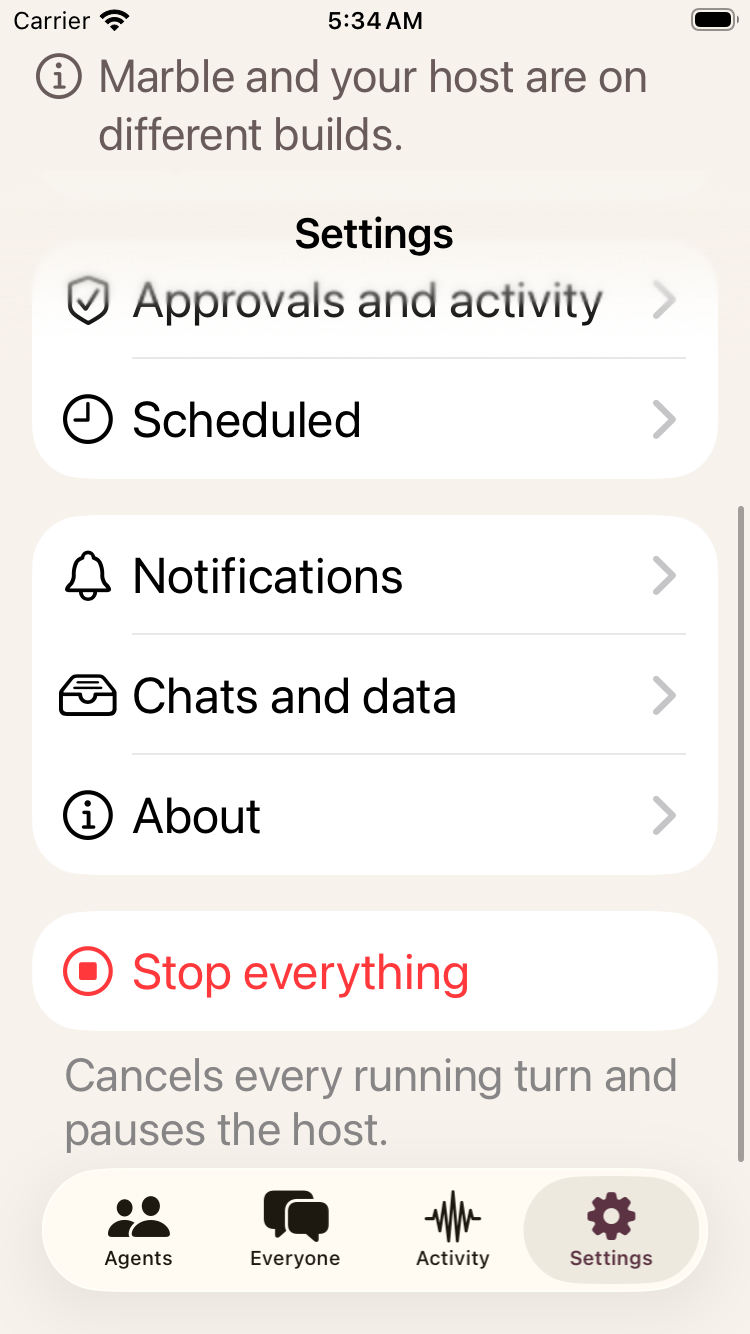 Carrier
5:34 AM
Marble and your host are on
different builds.
Settings
Approvals and activity
Scheduled
Notifications
Chats and data
About
Stop everything
Cancels every running turn and
pauses the host.
Agents
Everyone
Activity
Settings